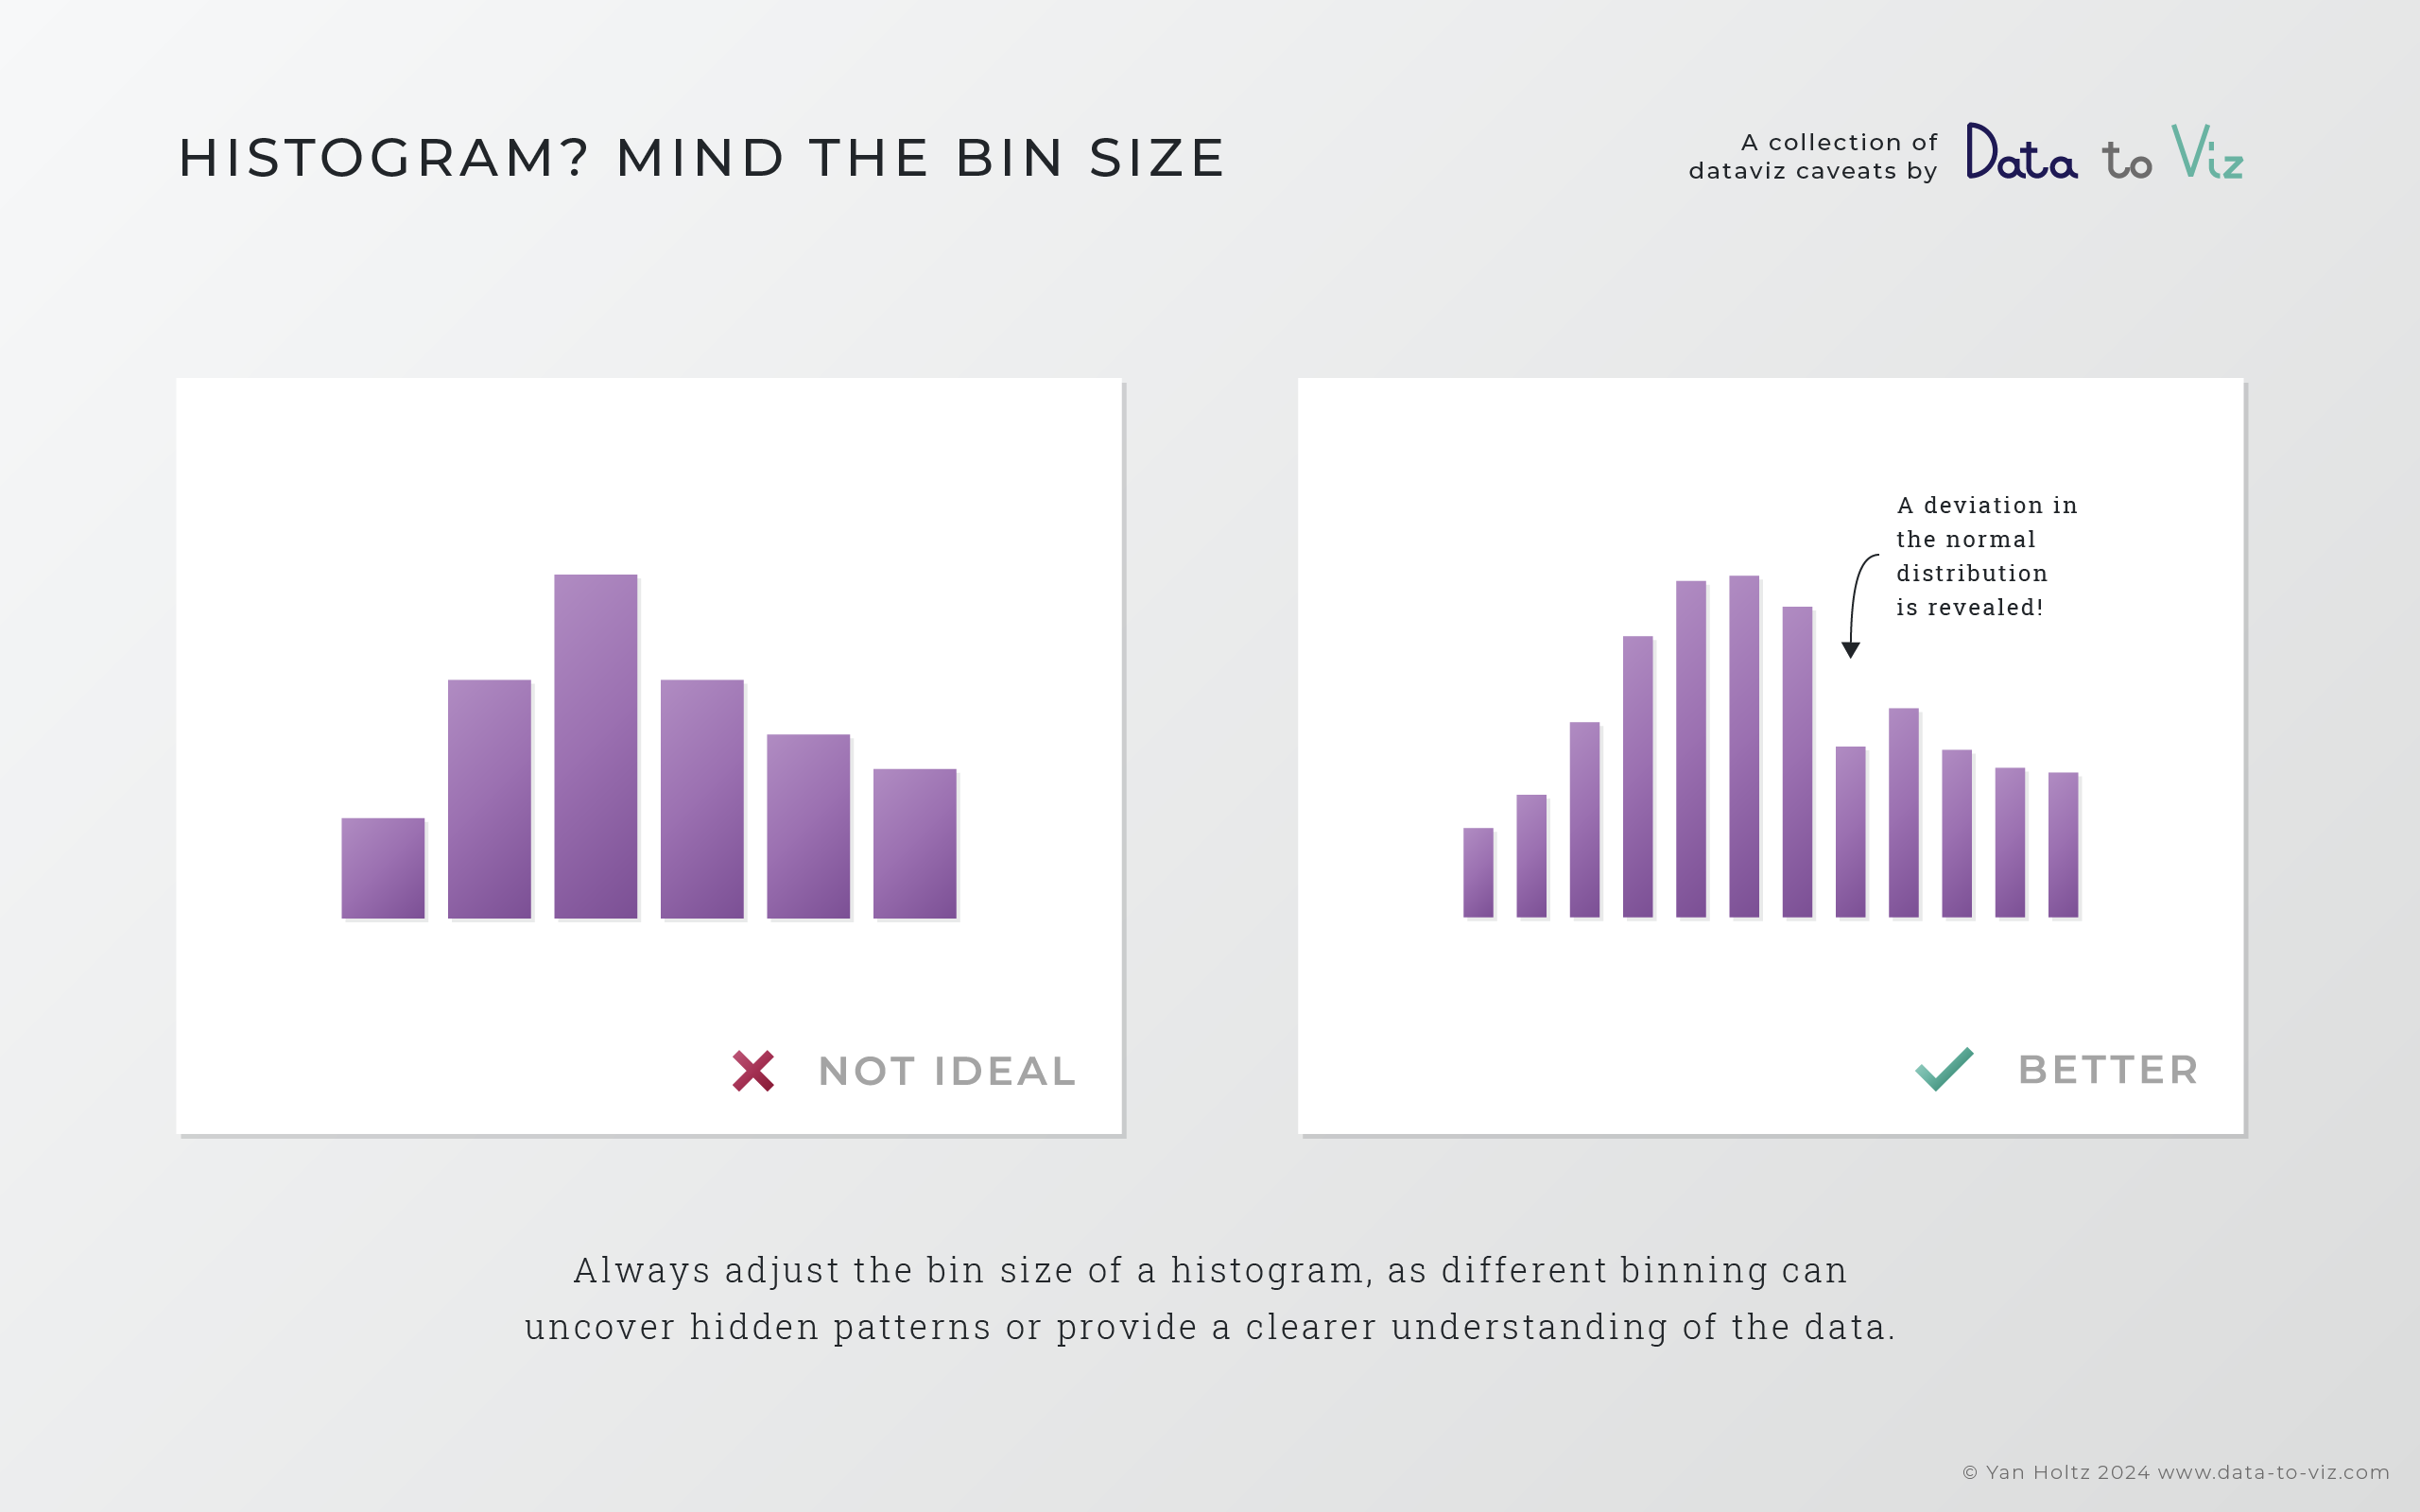 HISTOGRAM? MIND THE BIN SIZE
A collection of
dataviz caveats by
Data to Viz
A deviation in
the normal
distribution
is revealed!
NOT IDEAL
BETTER
Always adjust the bin size of a histogram, as different binning can
uncover hidden patterns or provide a clearer understanding of the data.
© Yan Holtz 2024 www.data-to-viz.com